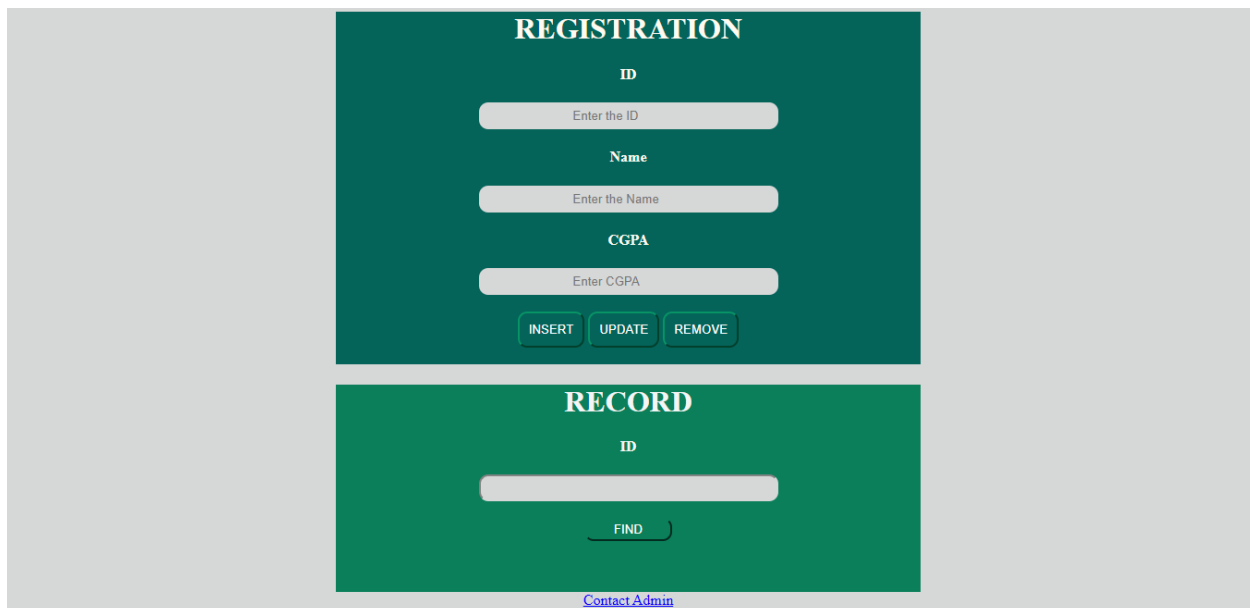 REGISTRATION
ID
Enter the ID
Name
Enter the Name
CGPA
Enter CGPA
INSERT UPDATE REMOVE
RECORD
ID
FIND
Contact Admin